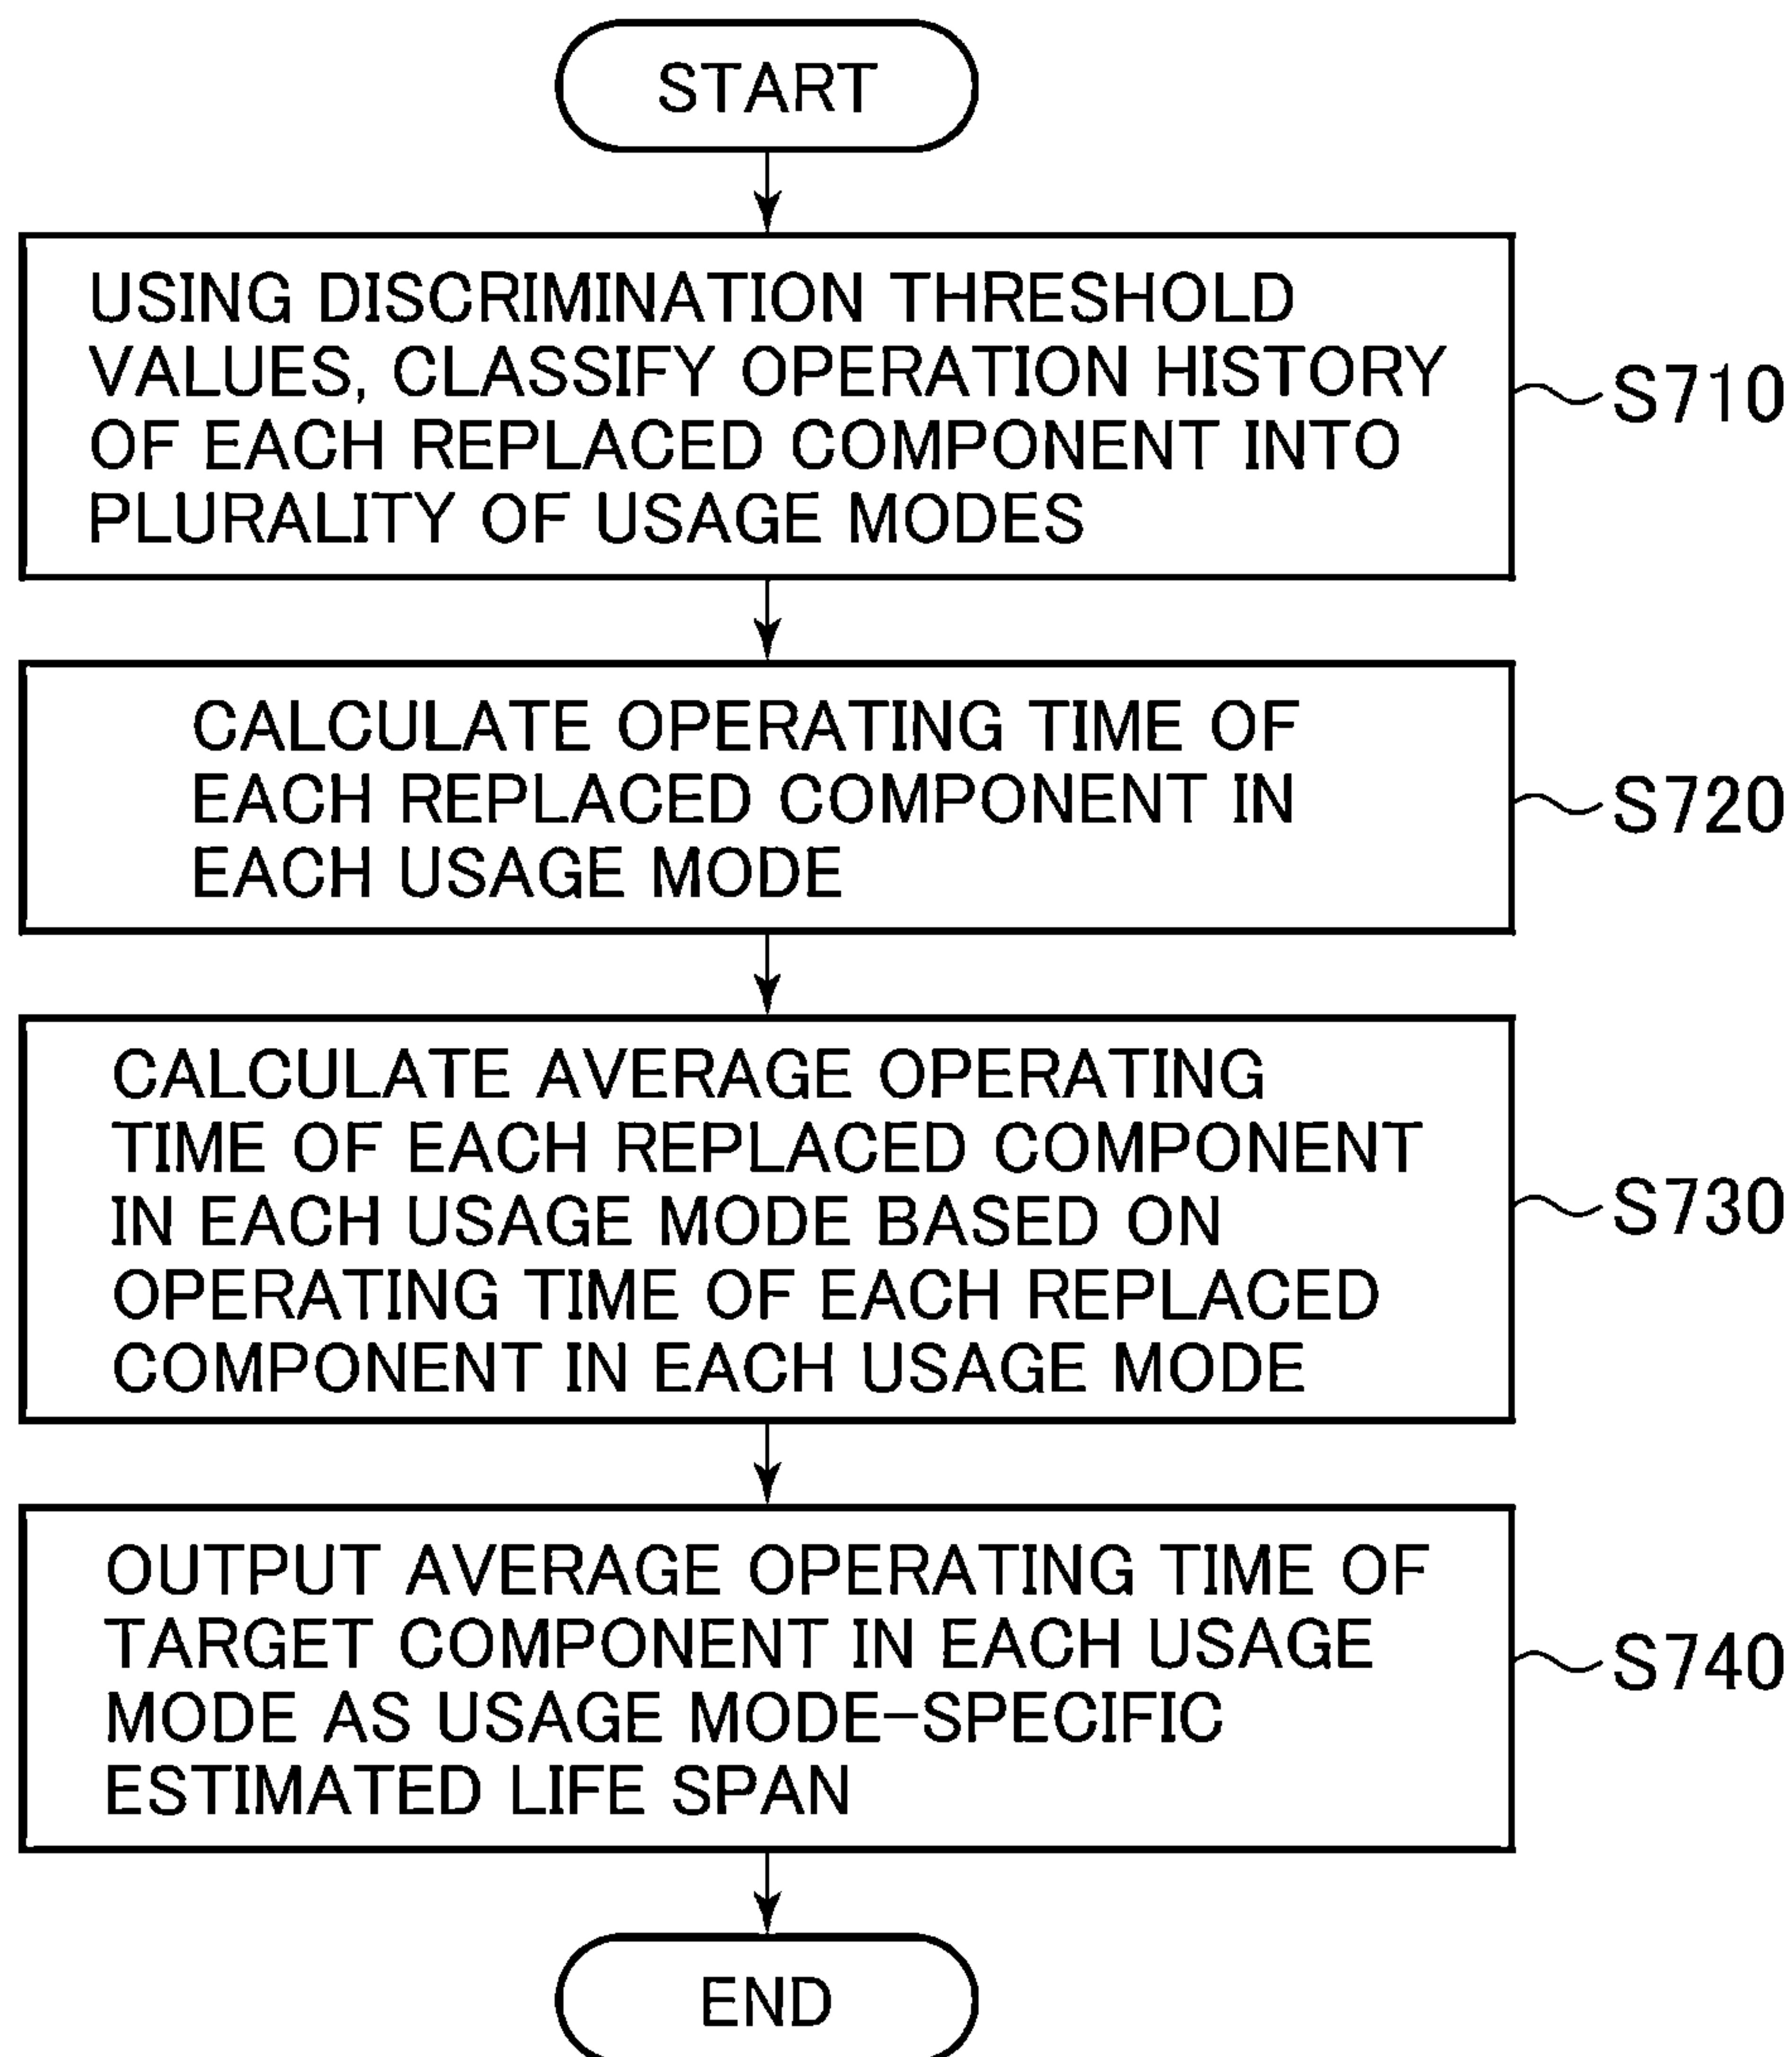 START
USING DISCRIMINATION THRESHOLD
VALUES, CLASSIFY OPERATION HISTORY
OF EACH REPLACED COMPONENT INTO
PLURALITY OF USAGE MODES
S710
CALCULATE OPERATING TIME OF
EACH REPLACED COMPONENT IN
EACH USAGE MODE
S720
CALCULATE AVERAGE OPERATING
TIME OF EACH REPLACED COMPONENT
IN EACH USAGE MODE BASED ON
OPERATING TIME OF EACH REPLACED
COMPONENT IN EACH USAGE MODE
S730
OUTPUT AVERAGE OPERATING TIME OF
TARGET COMPONENT IN EACH USAGE
MODE AS USAGE MODE-SPECIFIC
ESTIMATED LIFE SPAN
S740
END